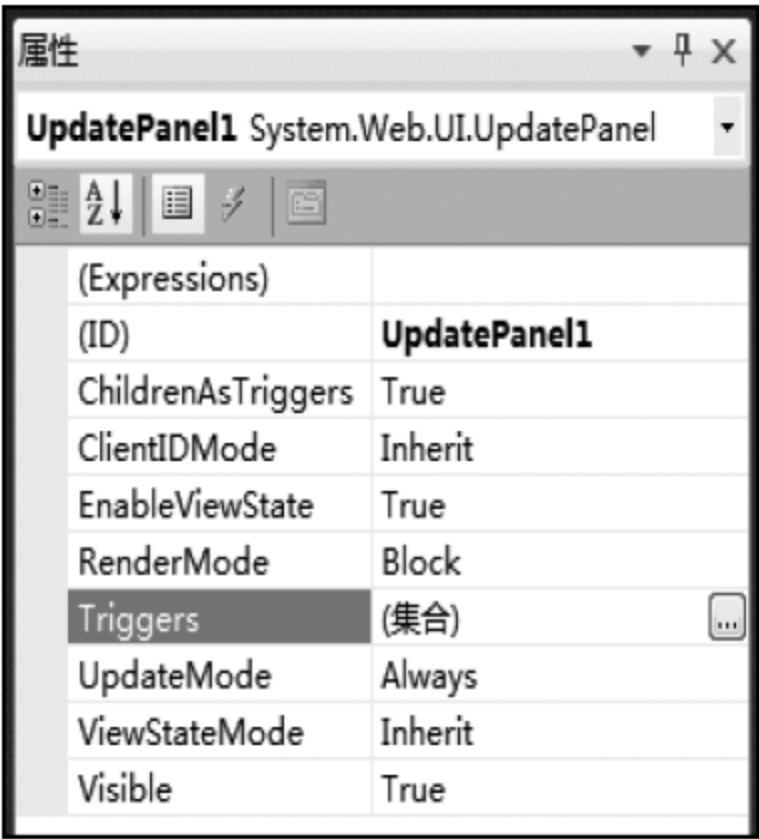 属性
UpdatePanel1 System.Web.UI.UpdatePanel
A
Z
(Expressions)
(ID) UpdatePanel1
ChildrenAsTriggers True
ClientIDMode Inherit
EnableViewState True
RenderMode Block
Triggers (集合) ...
UpdateMode Always
ViewStateMode Inherit
Visible True